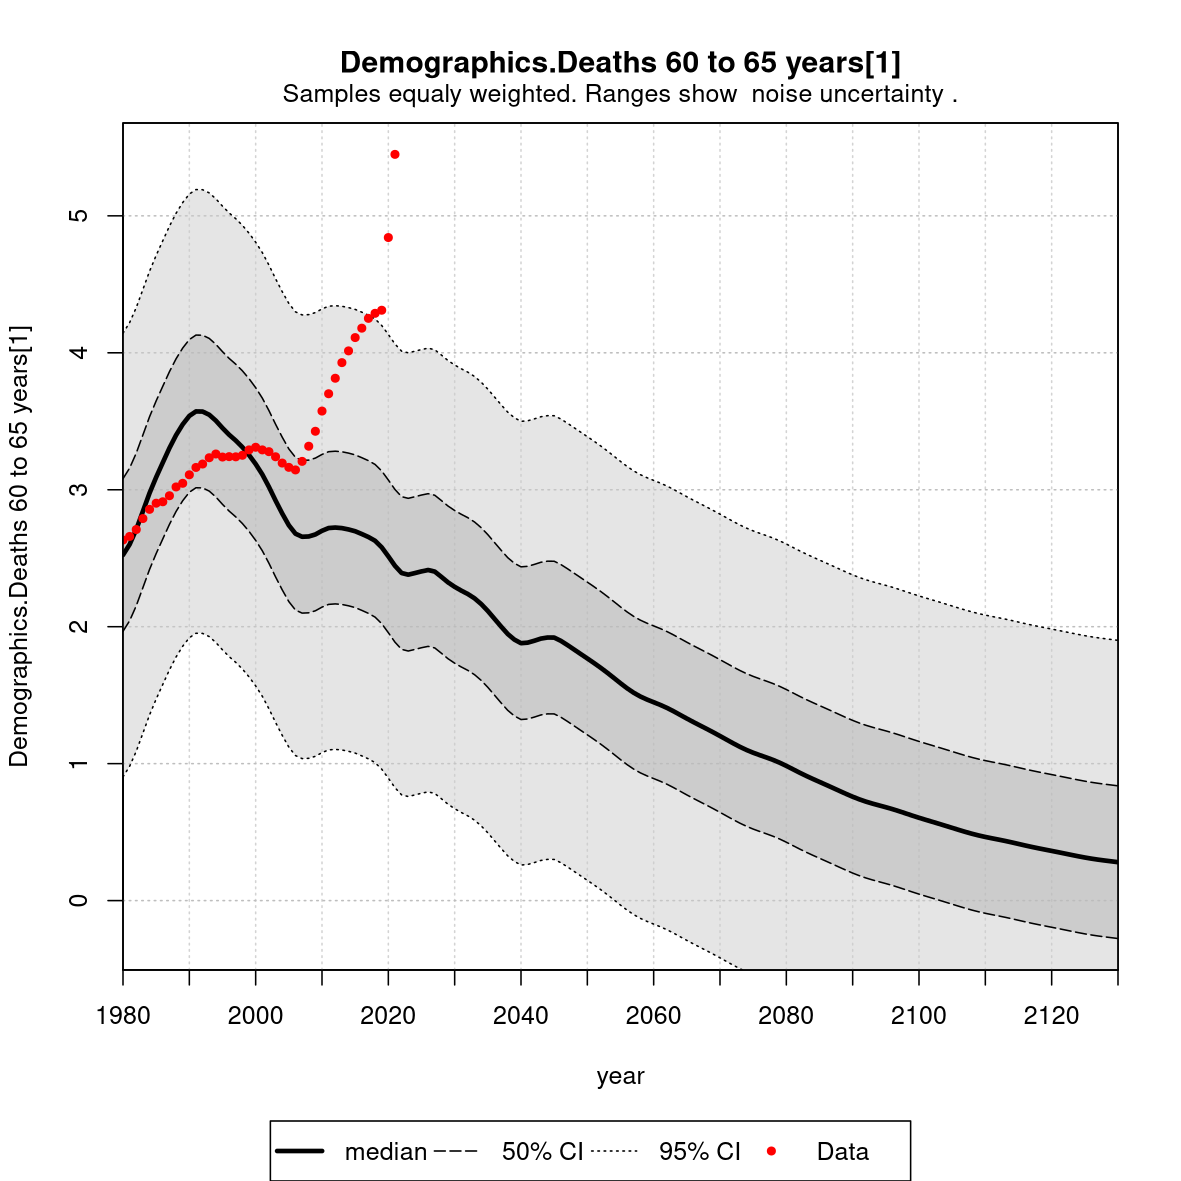 Demographics.Deaths 60 to 65 years[1]
Samples equaly weighted. Ranges show  noise uncertainty .
Demographics.Deaths 60 to 65 years[1]
5
4
3
2
1
0
1980 2000 2020 2040 2060 2080 2100 2120
year
median 50% CI 95% CI Data